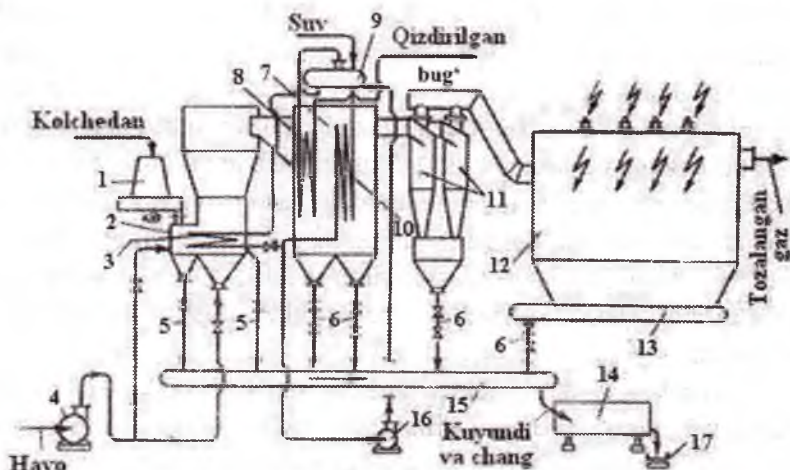 Suv
9
Qizdirilgan
bug‘
8
7
Kolchedan
1
2
3
10
11
12
Tozalangan
gaz
5
5
6
6
6
13
4
15
14
16
Kuyundi
va chang
17
Havo